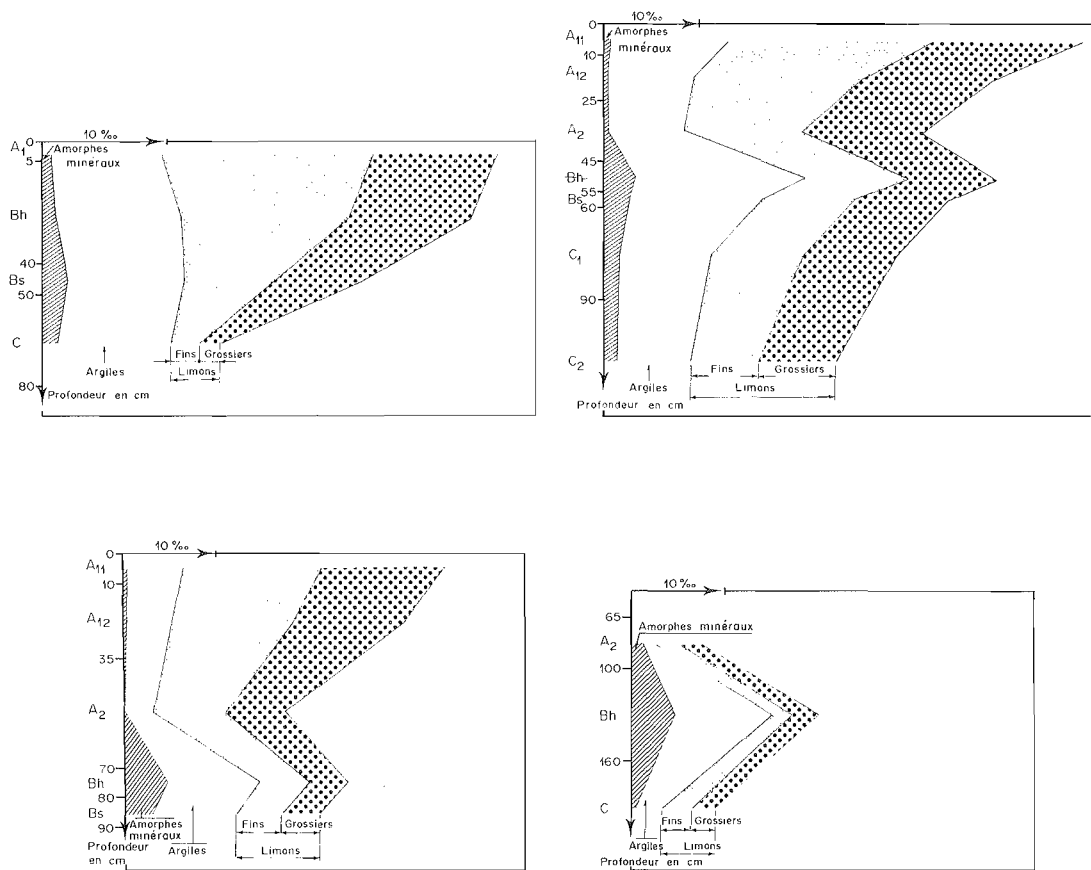 10 ‰‰
0
A1
Amorphes
minéraux
5
Bh
40
Bs
50
C
Fins
Grossiers
Argiles
Limons
80
Profondeur en cm
10 ‰‰
0
A11
Amorphes
minéraux
10
A12
25
A2
45
Bh
55
Bs
60
C1
90
C2
Fins
Grossiers
Argiles
Limons
Profondeur en cm
10 ‰‰
0
A11
10
A12
35
A2
70
Bh
80
Bs
90
Amorphes
minéraux
Fins
Grossiers
Profondeur
en cm
Argiles
Limons
10 ‰‰
65
Amorphes minéraux
A2
100
Bh
160
C
Fins
Grossiers
Argiles
Limons
Profondeur en cm